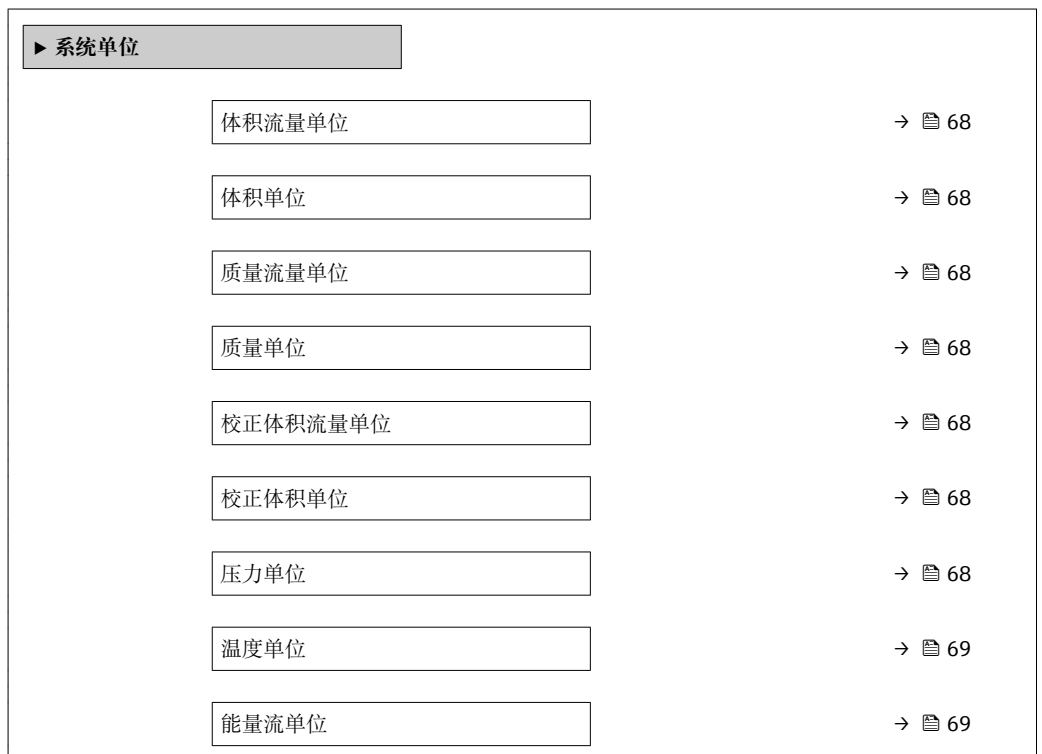 ▶ 系统单位
体积流量单位 → 68
体积单位 → 68
质量流量单位 → 68
质量单位 → 68
校正体积流量单位 → 68
校正体积单位 → 68
压力单位 → 68
温度单位 → 69
能量流单位 → 69